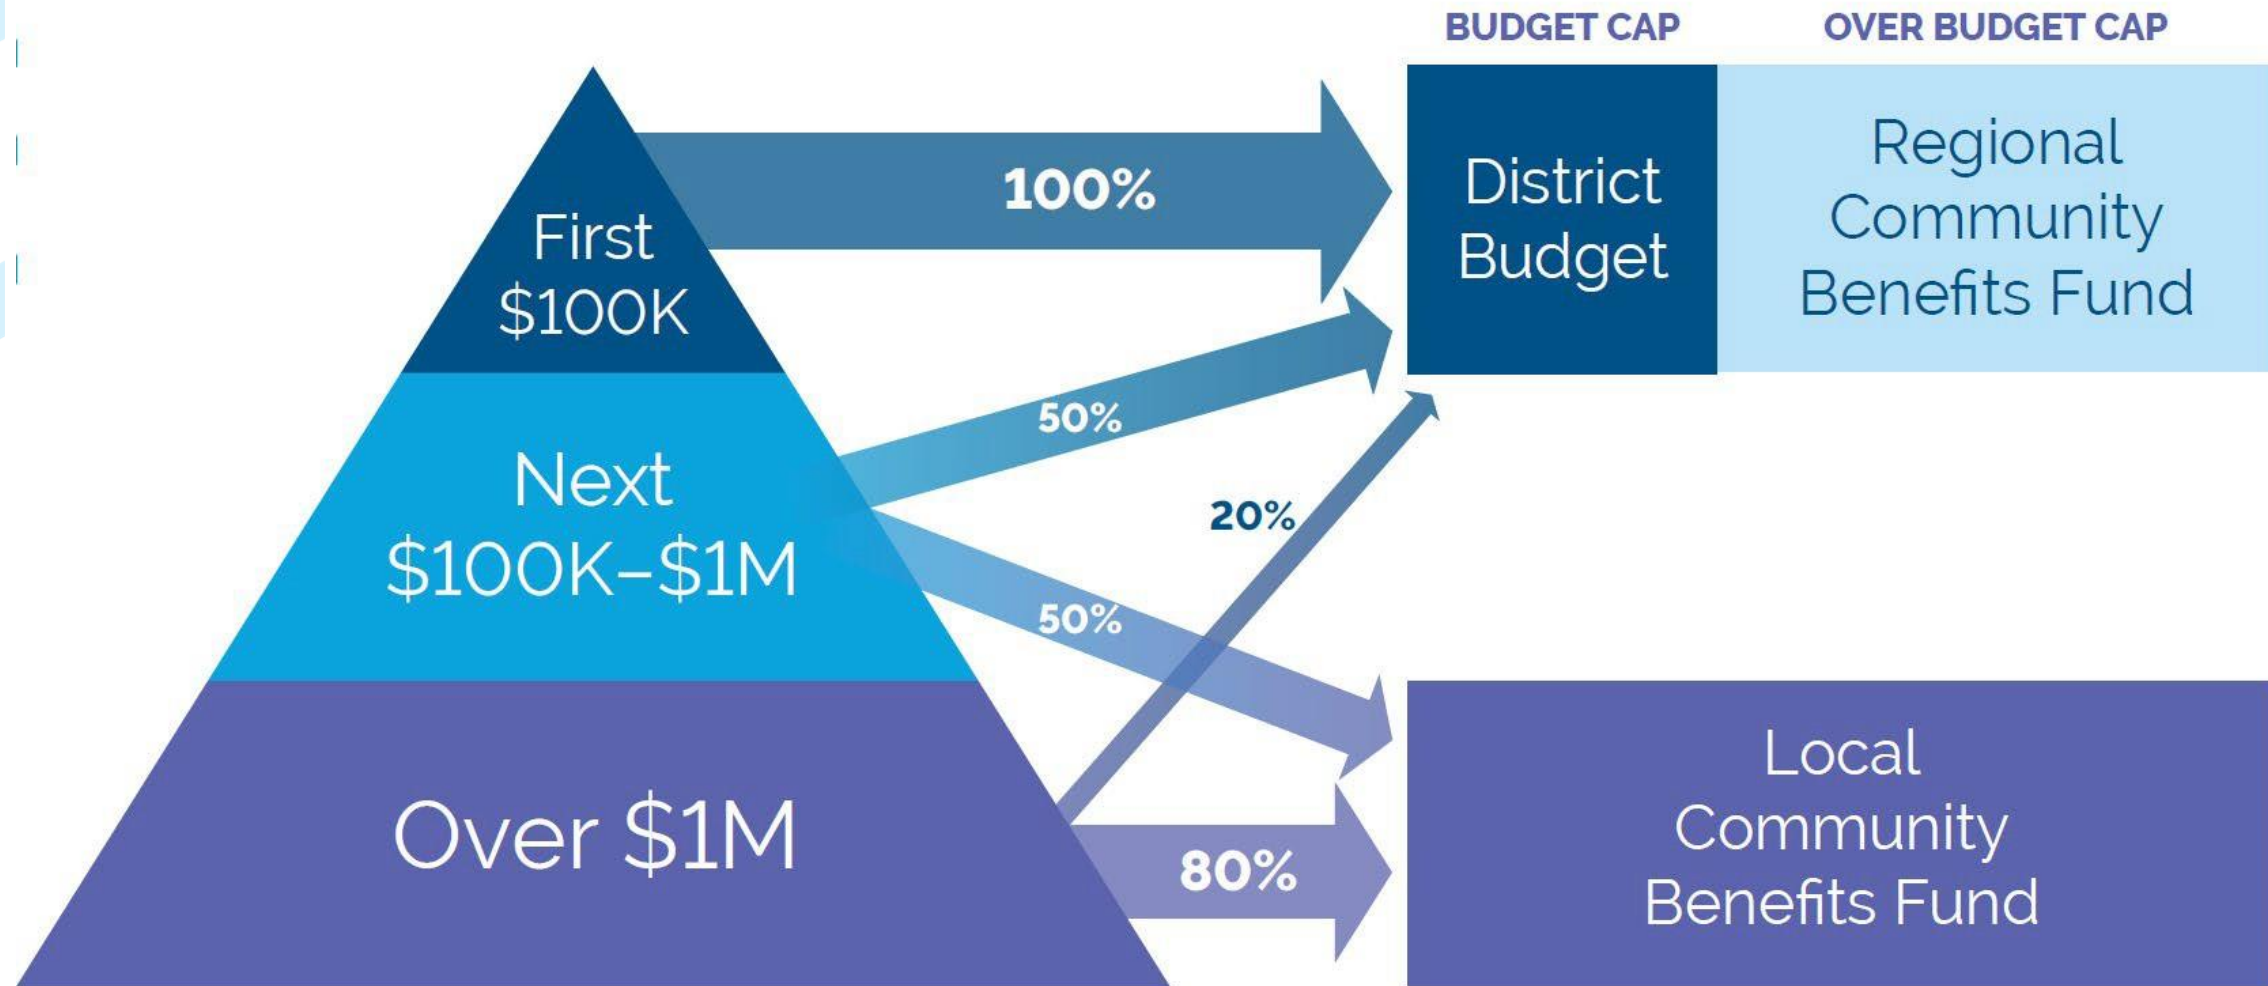 BUDGET CAP
OVER BUDGET CAP
First
$100K
100%
District
Budget
Regional
Community
Benefits Fund
Next
$100K–$1M
50%
20%
50%
Over $1M
80%
Local
Community
Benefits Fund